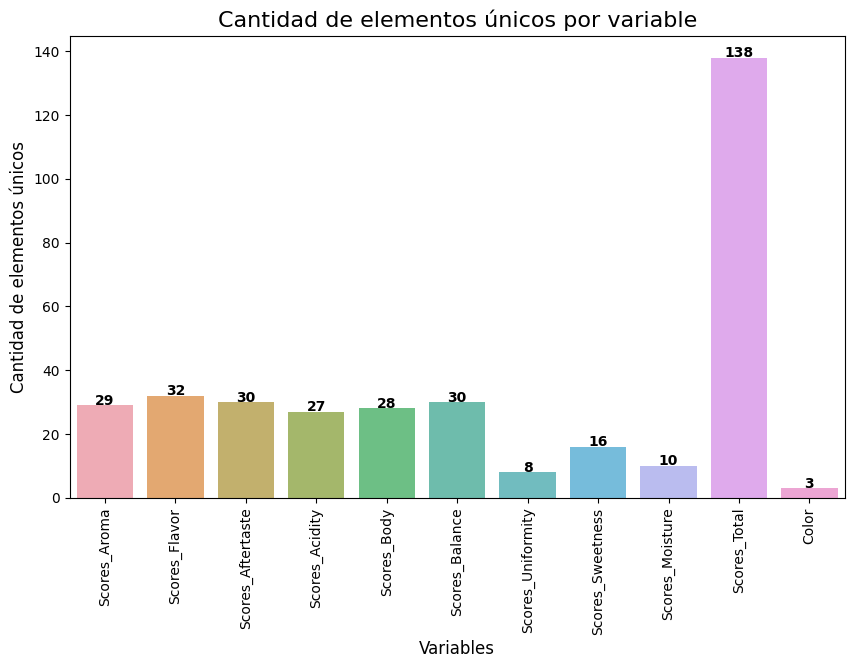 Cantidad de elementos únicos por variable
Cantidad de elementos únicos
140
120
100
80
60
40
20
0
29
32
30
27
28
30
8
16
10
138
3
Scores_Aroma
Scores_Flavor
Scores_Aftertaste
Scores_Acidity
Scores_Body
Scores_Balance
Scores_Uniformity
Scores_Sweetness
Scores_Moisture
Scores_Total
Color
Variables